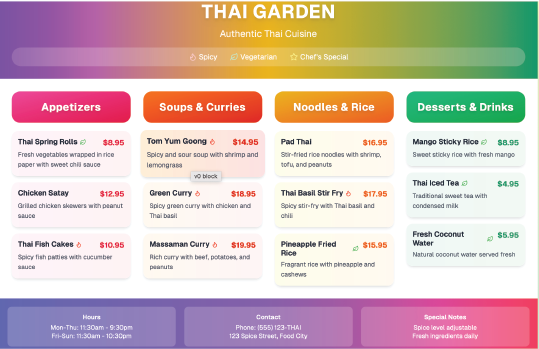 THAI GARDEN
Authentic Thai Cuisine
Spicy Vegetarian Chef's Special
Appetizers
Thai Spring Rolls $8.95
Fresh vegetables wrapped in rice
paper with sweet chili sauce
Chicken Satay $12.95
Grilled chicken skewers with peanut
sauce
Thai Fish Cakes $10.95
Spicy fish patties with cucumber
sauce
Soups & Curries
Tom Yum Goong $14.95
Spicy and sour soup with shrimp and
lemongrass
v0 block
Green Curry $18.95
Spicy green curry with chicken and
Thai basil
Massaman Curry $19.95
Rich curry with beef, potatoes, and
peanuts
Noodles & Rice
Pad Thai $16.95
Stir-fried rice noodles with shrimp,
tofu, and peanuts
Thai Basil Stir Fry $17.95
Spicy stir-fry with Thai basil and
chili
Pineapple Fried
Rice $15.95
Fragrant rice with pineapple and
cashews
Desserts & Drinks
Mango Sticky Rice $8.95
Sweet sticky rice with fresh mango
Thai Iced Tea $4.95
Traditional sweet tea with
condensed milk
Fresh Coconut
Water $5.95
Natural coconut water served fresh
Hours
Mon-Thu: 11:30am - 9:30pm
Fri-Sun: 11:30am - 10:30pm
Contact
Phone: (555) 123-THAI
123 Spice Street, Food City
Special Notes
Spice level adjustable
Fresh ingredients daily